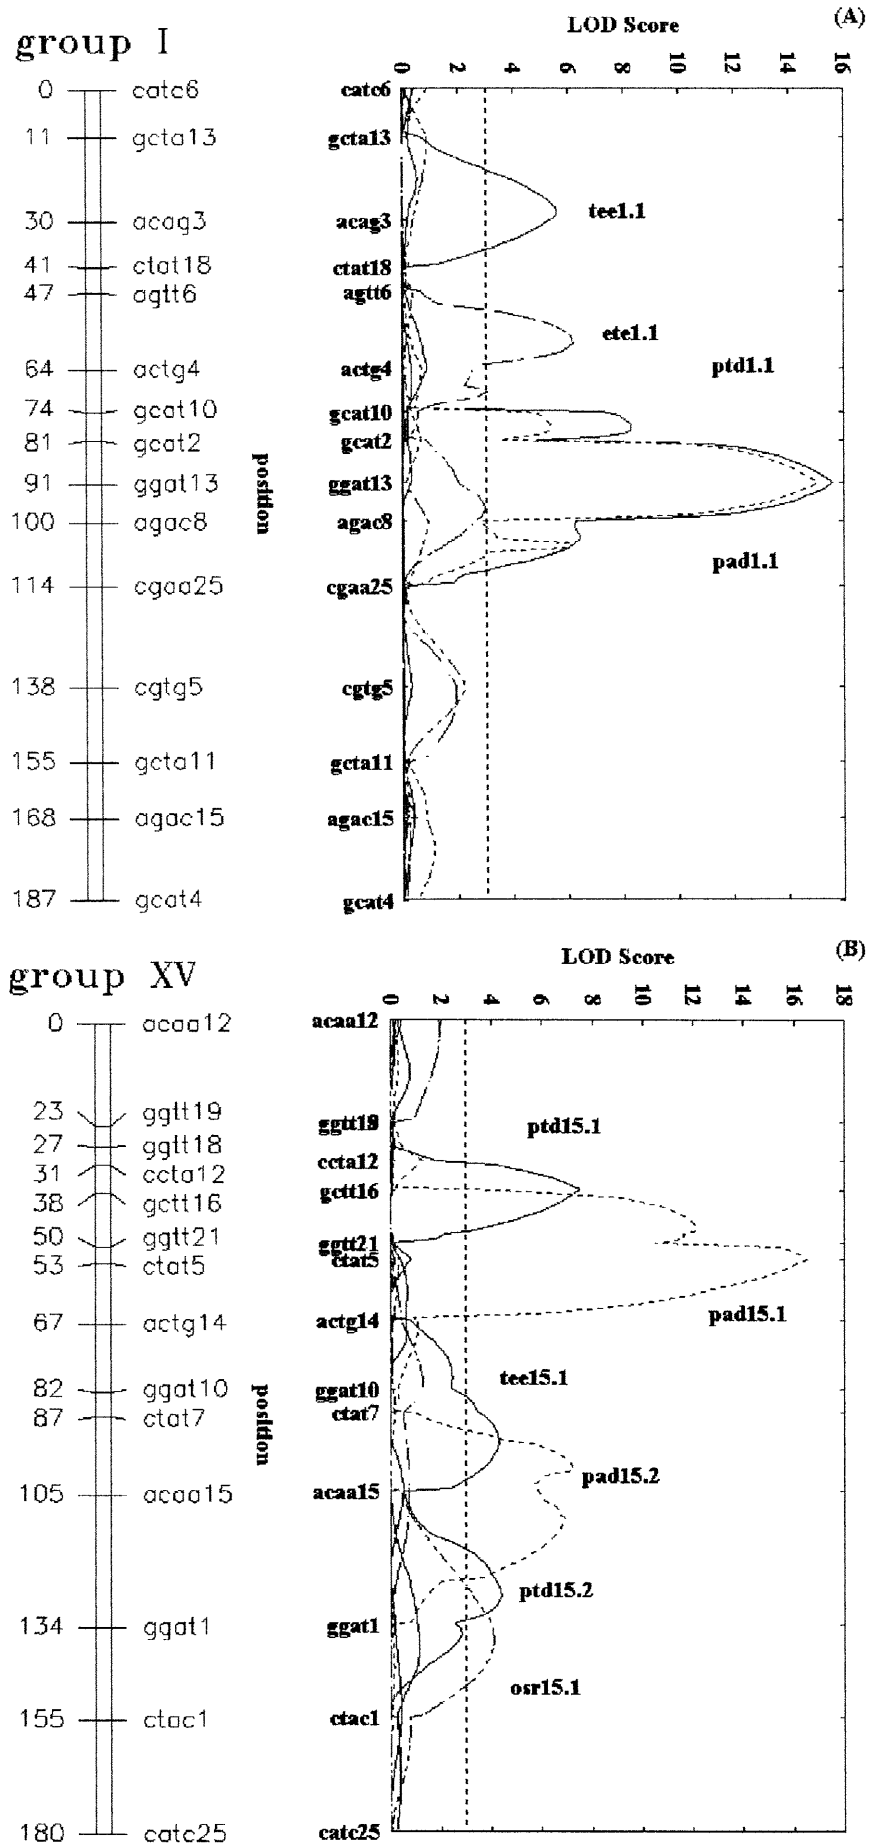 (A)
group I
LOD Score
0 2 4 6 8 10 12 14 16
0 catc6 catc6
11 gcta13 gcta13
30 acag3 acag3
tee1.1
41 ctat18 ctat18
47 agtt6 agtt6
ete1.1
64 actg4 actg4
ptd1.1
74 gcat10 gcat10
81 gcat2 gcat2
position
91 ggat13 ggat13
100 agac8 agac8
pad1.1
114 cgaa25 cgaa25
138 cgtg5 cgtg5
155 gcta11 gcta11
168 agac15 agac15
187 gcat4 gcat4
(B)
group XV
LOD Score
0 2 4 6 8 10 12 14 16 18
0 acaa12 acaa12
23 ggtt19
27 ggtt18
ptd15.1
31 ccta12 ccta12
38 gctt16 gctt16
50 ggtt21 ggtt21
53 ctat5 ctat5
pad15.1
67 actg14 actg14
tee15.1
82 ggat10 ggat10
87 ctat7 ctat7
position
pad15.2
105 acaa15 acaa15
ptd15.2
134 ggat1 ggat1
osr15.1
155 ctac1 ctac1
180 catc25 catc25